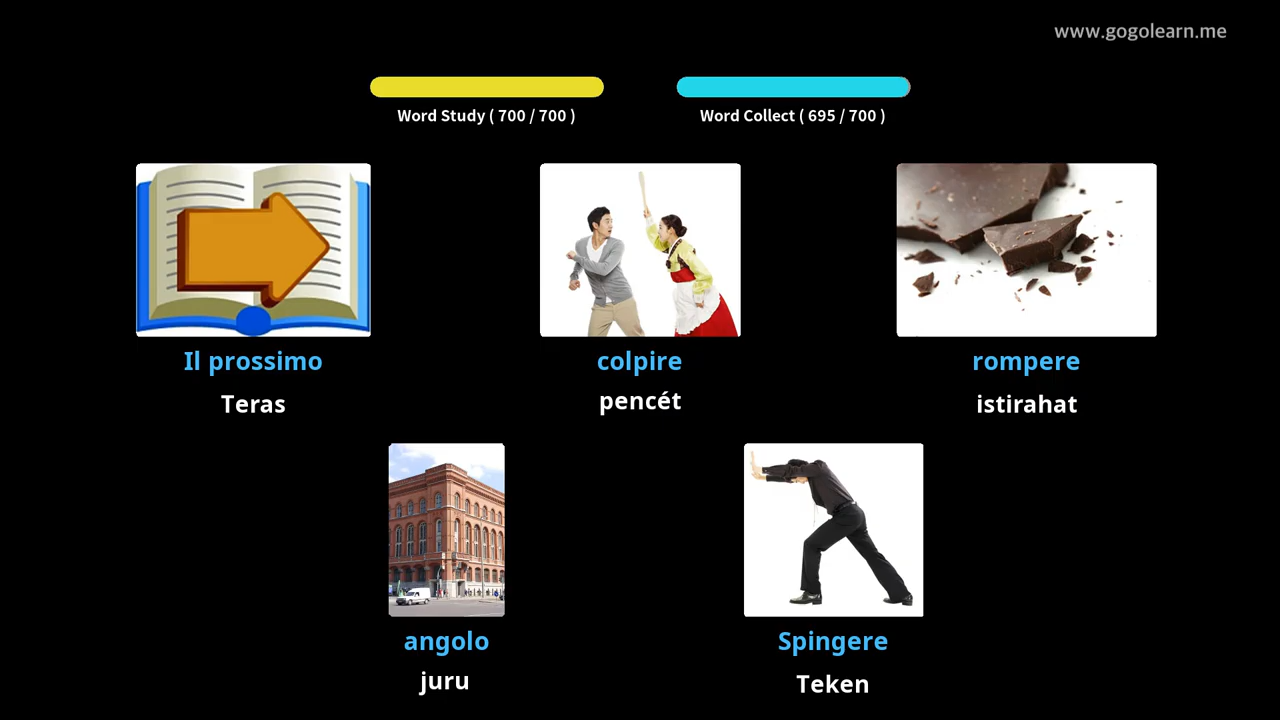 www.gogolearn.me
Word Study ( 700 / 700 )
Word Collect ( 695 / 700 )
Il prossimo
colpire
rompere
Teras
pencét
istirahat
angolo
Spingere
juru
Teken